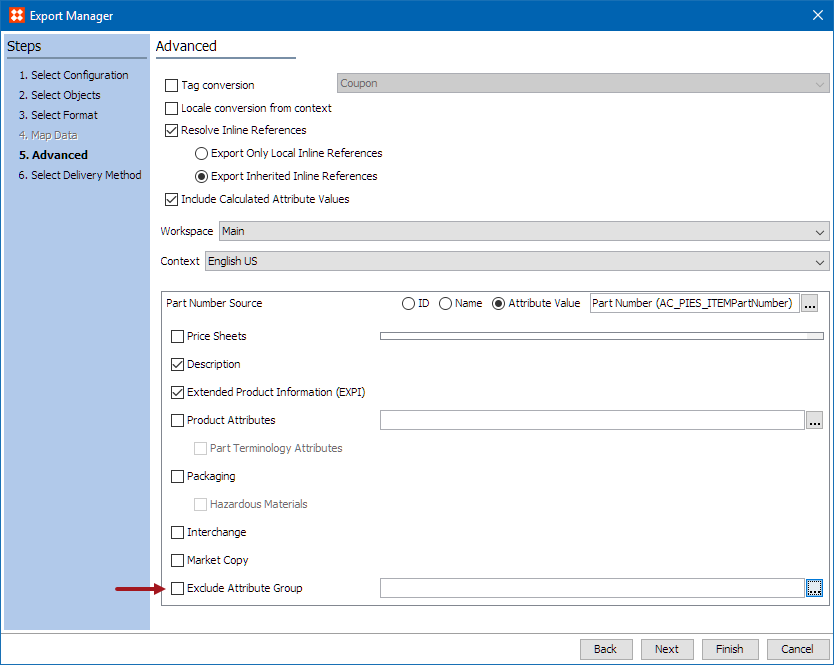 Export Manager
Steps
1. Select Configuration
2. Select Objects
3. Select Format
4. Map Data
5. Advanced
6. Select Delivery Method
Advanced
Tag conversion Coupon
Locale conversion from context
Resolve Inline References
Export Only Local Inline References
Export Inherited Inline References
Include Calculated Attribute Values
Workspace Main
Context English US
Part Number Source ID Name Attribute Value Part Number (AC_PIES_ITEMPartNumber) ...
Price Sheets
Description
Extended Product Information (EXPI)
Product Attributes ...
Part Terminology Attributes
Packaging
Hazardous Materials
Interchange
Market Copy
Exclude Attribute Group ...
Back Next Finish Cancel